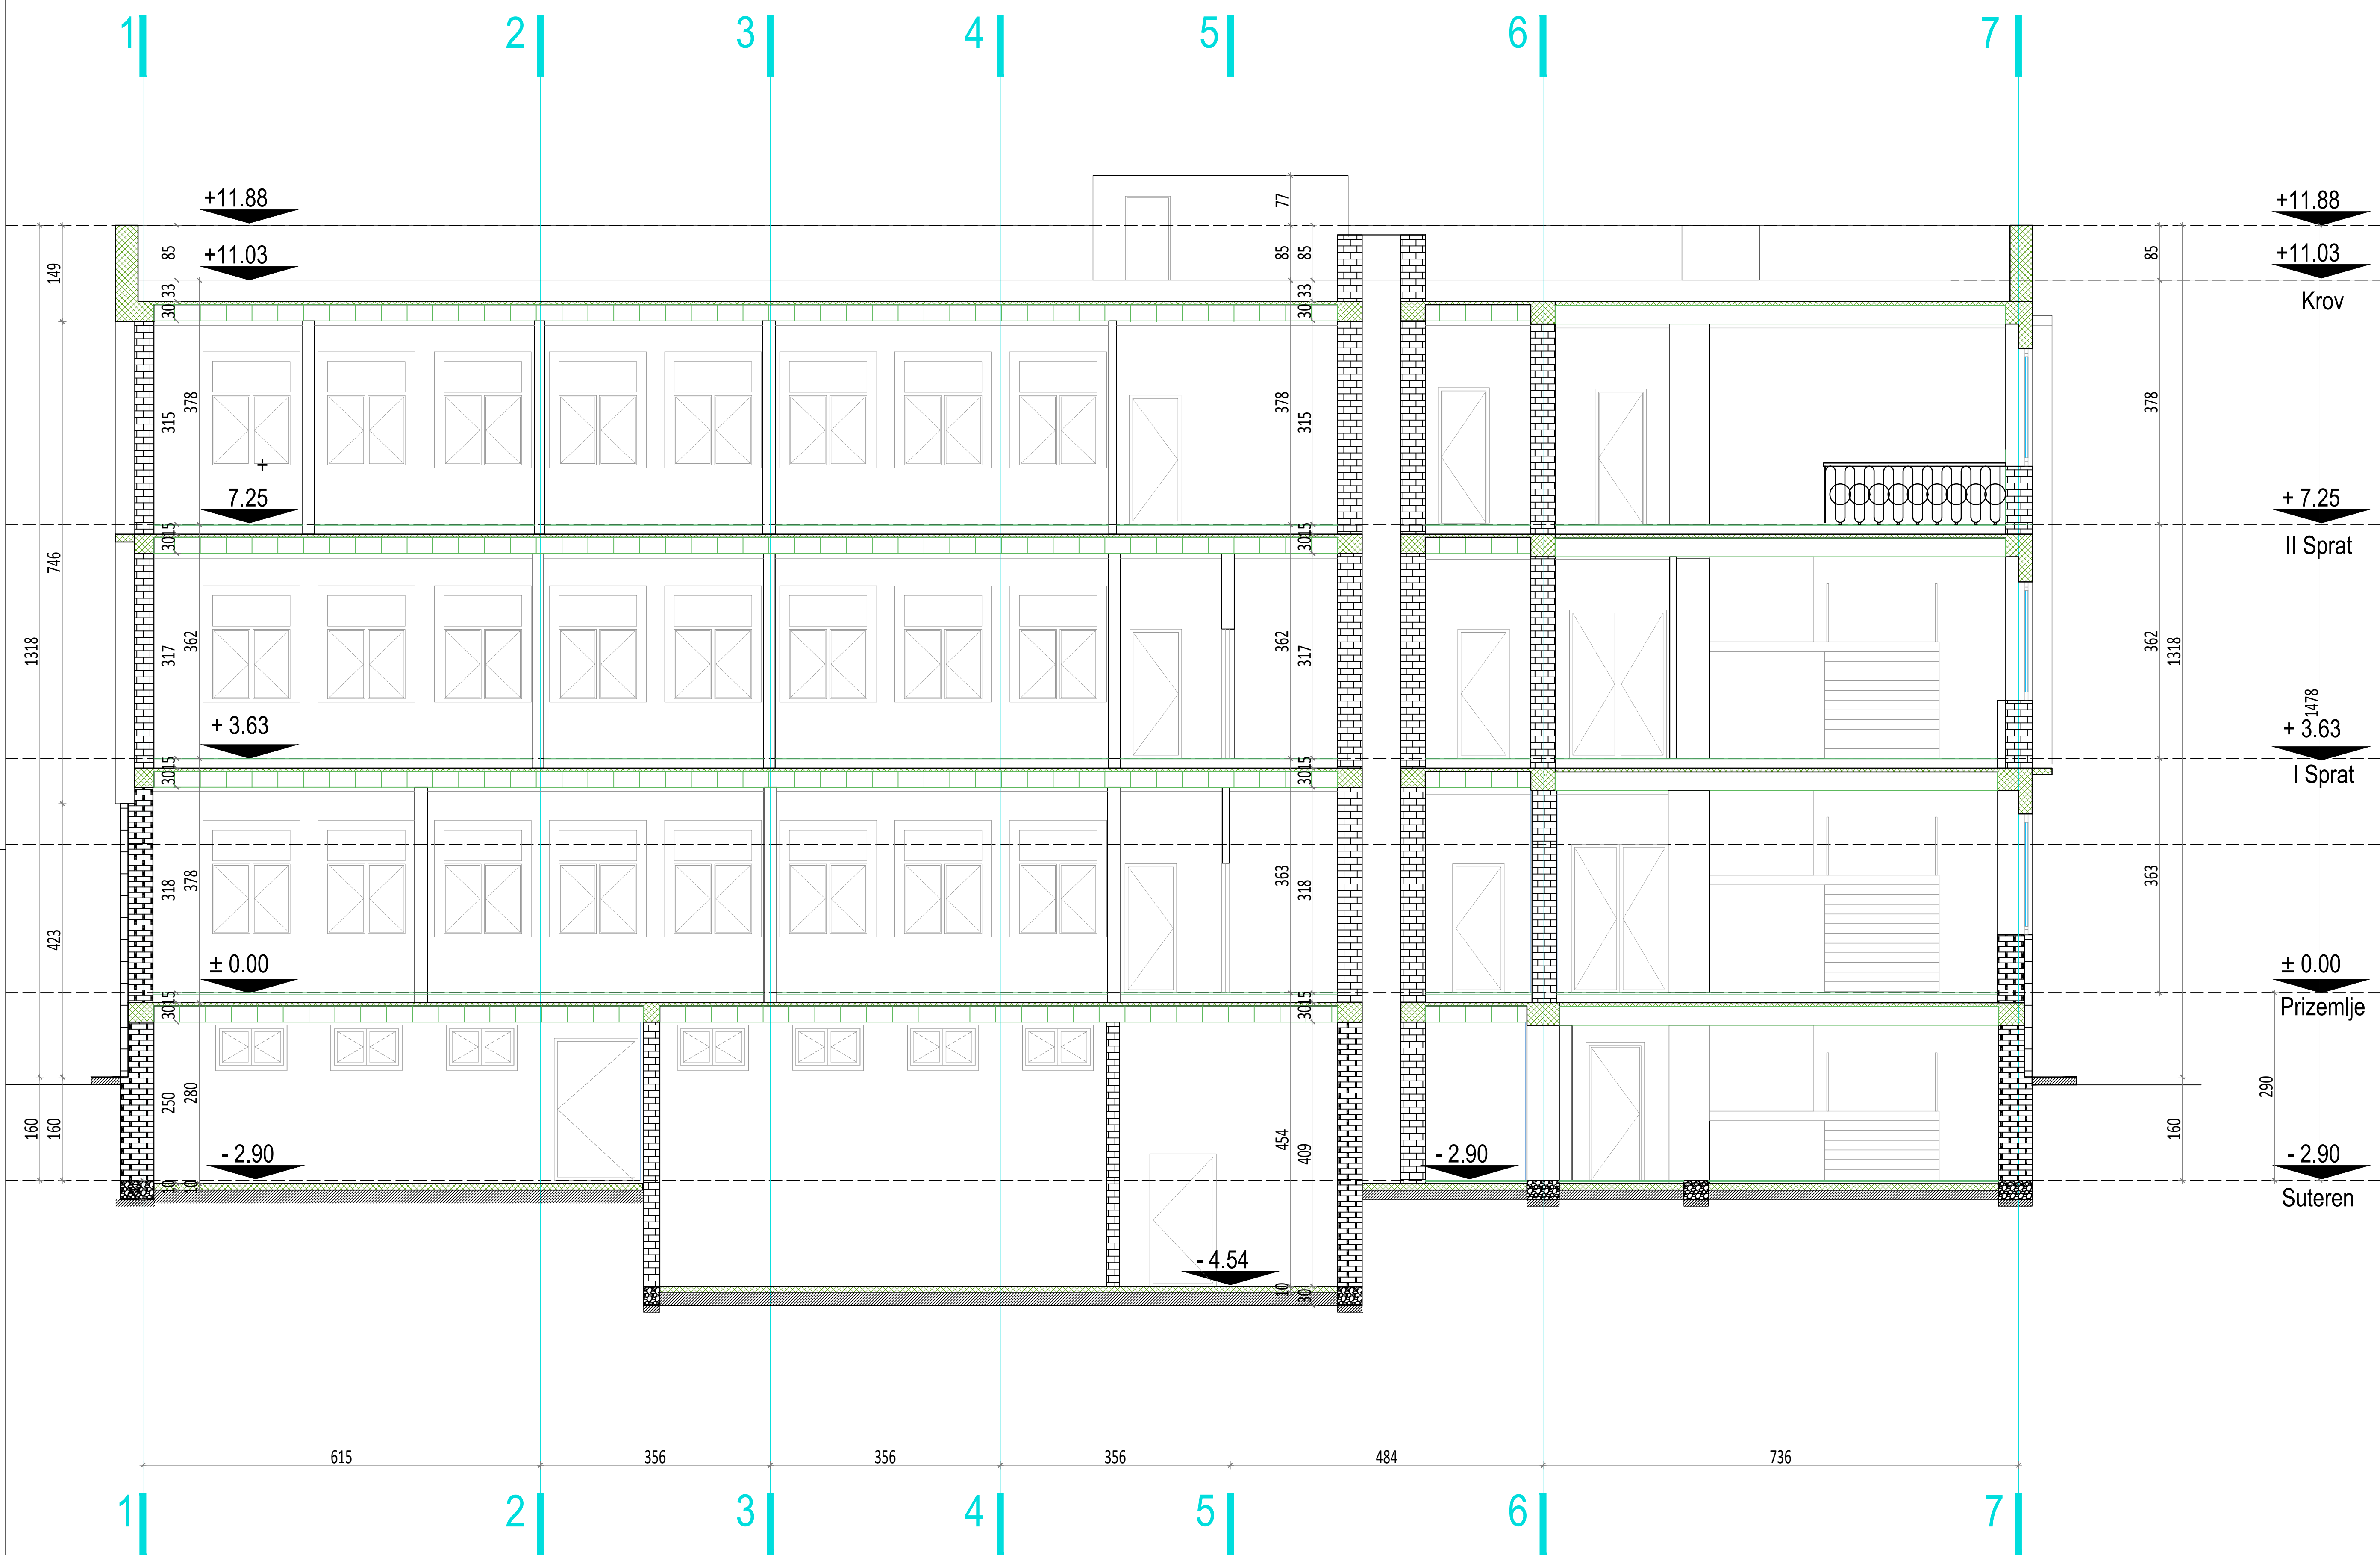 1 2 3 4 5 6 7
+11.88 77 +11.88
149 85 +11.03 85 85 85 +11.03
33 30 33 30 Krov
315 378 378 315 378
+
7.25 + 7.25
3015 3015 II Sprat
746
1318 317 362 362 317 362 1318
1478
+ 3.63 + 3.63
3015 3015 I Sprat
423 318 378 363 318 363
± 0.00 ± 0.00
3015 3015 Prizemlje
160 160 250 280 454 409 160 290
- 2.90 - 2.90 - 2.90
10 10 Suteren
- 4.54
10 30
615 356 356 356 484 736
1 2 3 4 5 6 7